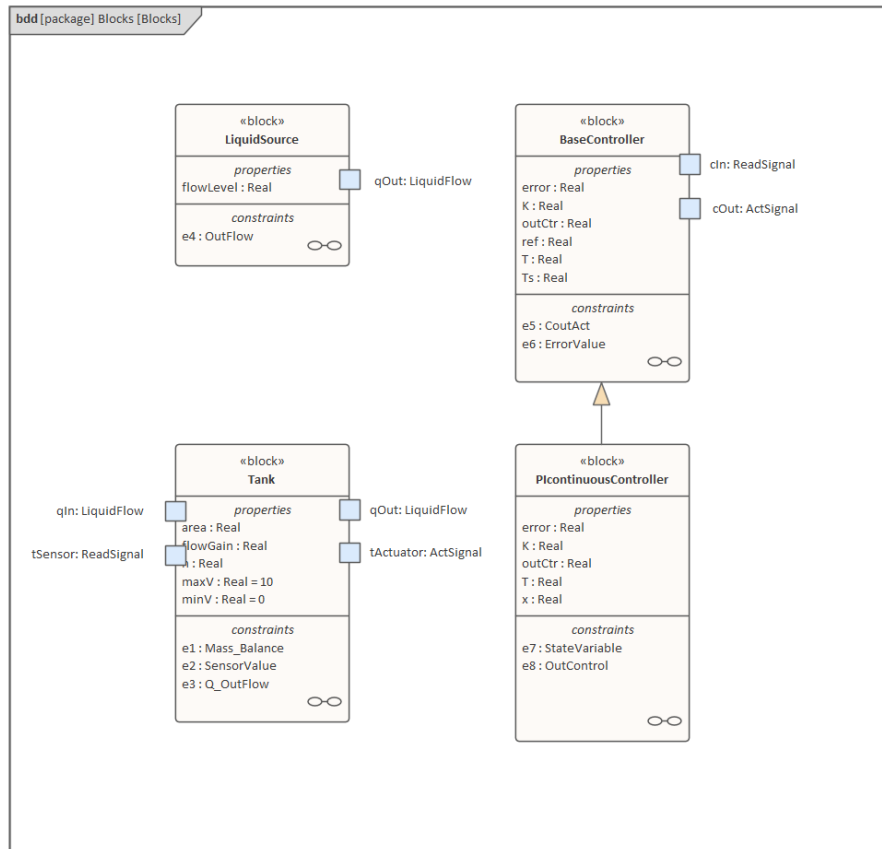 bdd [package] Blocks [Blocks]
«block»
LiquidSource
properties
flowLevel : Real
qOut: LiquidFlow
constraints
e4 : OutFlow
«block»
BaseController
properties
error : Real
K : Real
outCtr : Real
ref : Real
T : Real
Ts : Real
cIn: ReadSignal
cOut: ActSignal
constraints
e5 : CoutAct
e6 : ErrorValue
«block»
Tank
qIn: LiquidFlow
tSensor: ReadSignal
properties
area : Real
flowGain : Real
: Real
maxV : Real = 10
minV : Real = 0
qOut: LiquidFlow
tActuator: ActSignal
constraints
e1 : Mass_Balance
e2 : SensorValue
e3 : Q_OutFlow
«block»
PIcontinuousController
properties
error : Real
K : Real
outCtr : Real
T : Real
x : Real
constraints
e7 : StateVariable
e8 : OutControl